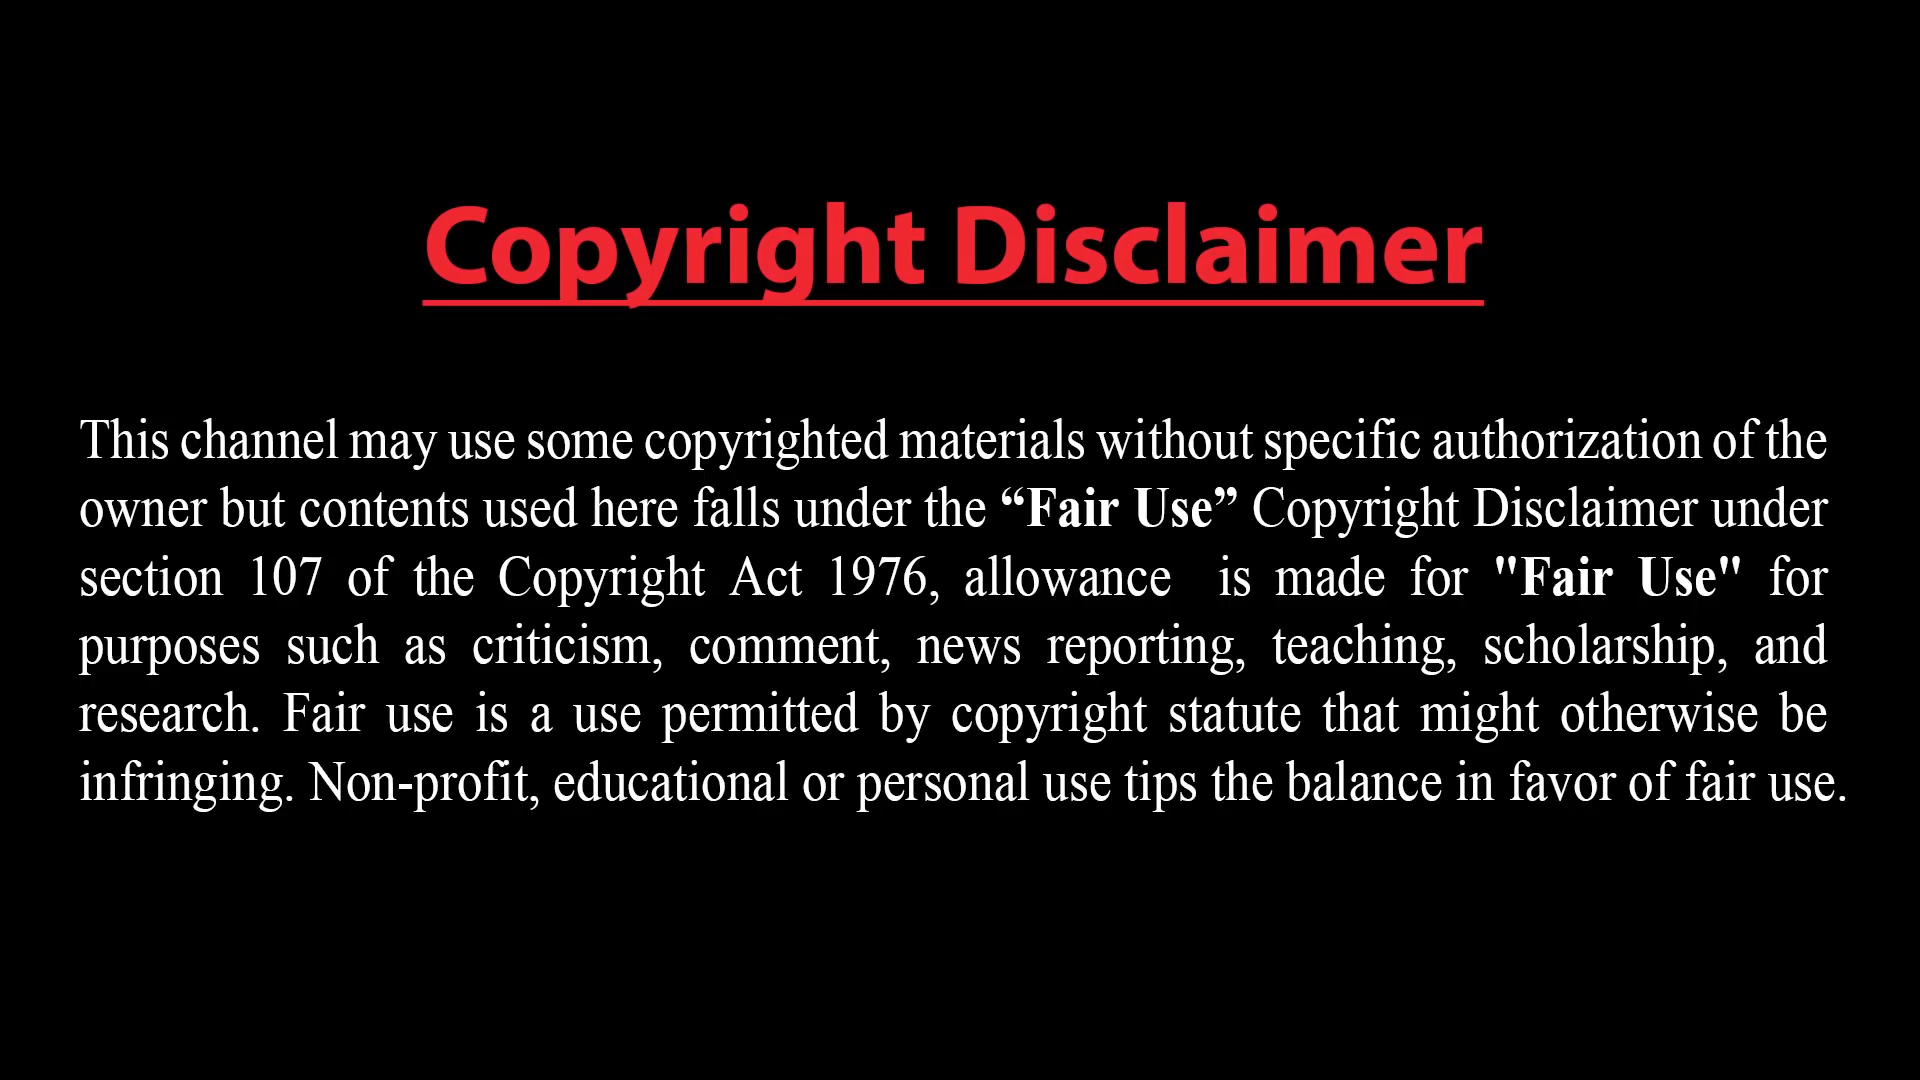 Copyright Disclaimer
This channel may use some copyrighted materials without specific authorization of the
owner but contents used here falls under the “Fair Use” Copyright Disclaimer under
section 107 of the Copyright Act 1976, allowance  is made for "Fair Use" for
purposes such as criticism, comment, news reporting, teaching, scholarship, and
research. Fair use is a use permitted by copyright statute that might otherwise be
infringing. Non-profit, educational or personal use tips the balance in favor of fair use.